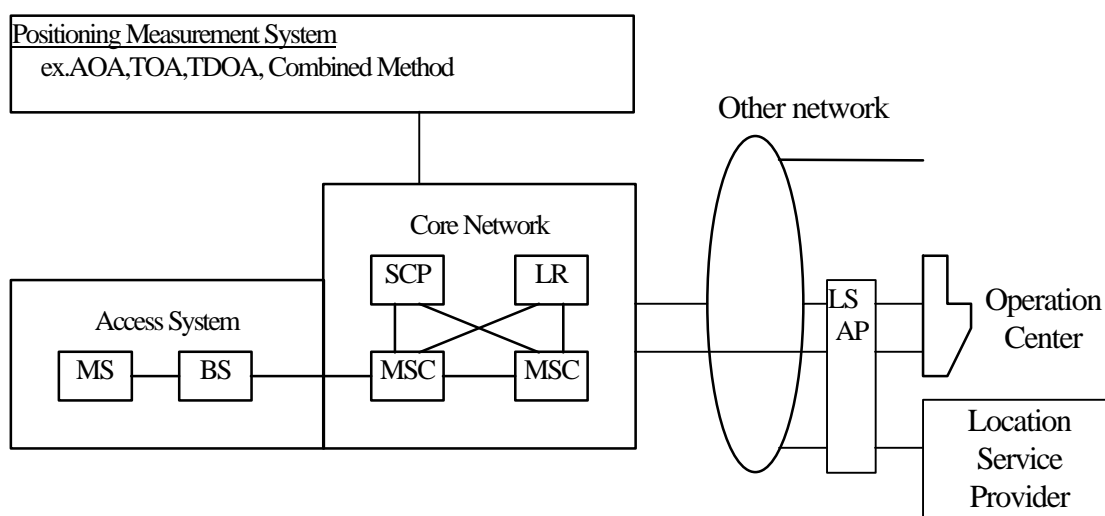 Positioning Measurement System
ex.AOA,TOA,TDOA, Combined Method
Other network
Core Network
SCP
LR
Access System
MS
BS
MSC
MSC
LS
AP
Operation
Center
Location
Service
Provider